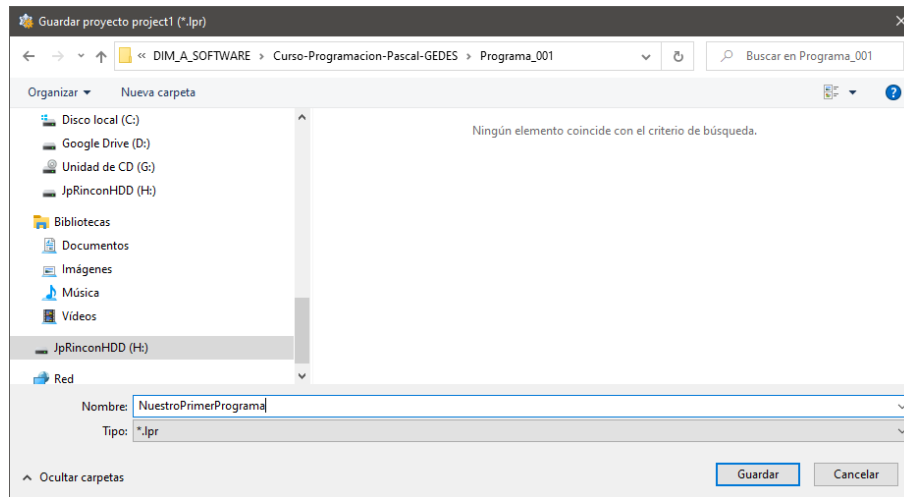 Guardar proyecto project1 (*.lpr)
« DIM_A_SOFTWARE > Curso-Programacion-Pascal-GEDES > Programa_001
Buscar en Programa_001
Organizar
Nueva carpeta
Disco local (C:)
Google Drive (D:)
Unidad de CD (G:)
JpRinconHDD (H:)
Bibliotecas
Documentos
Imágenes
Música
Vídeos
JpRinconHDD (H:)
Red
Ningún elemento coincide con el criterio de búsqueda.
Nombre: NuestroPrimerPrograma
Tipo: *.lpr
Ocultar carpetas
Guardar
Cancelar